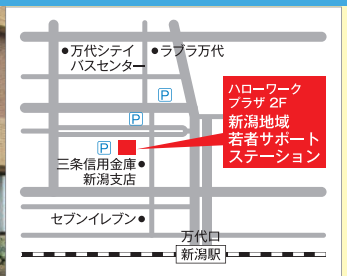 ●万代シテイ
バスセンター
●ラブラ万代
P
P
P
ハローワーク
プラザ 2F
新潟地域
若者サポート
ステーション
三条信用金庫●
新潟支店
セブンイレブン●
万代口
新潟駅